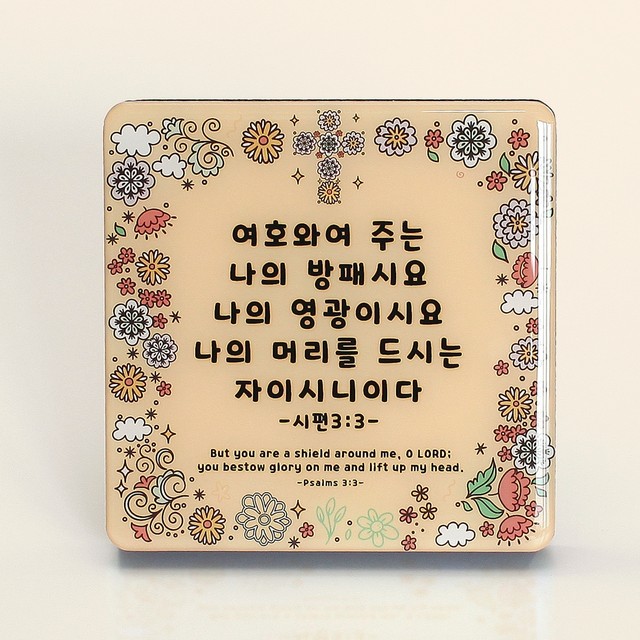 여호와여 주는
나의 방패시요
나의 영광이시요
나의 머리를 드시는
자이시니이다
-시편3:3-
But you are a shield around me, O LORD;
you bestow glory on me and lift up my head.
-Psalms 3:3-